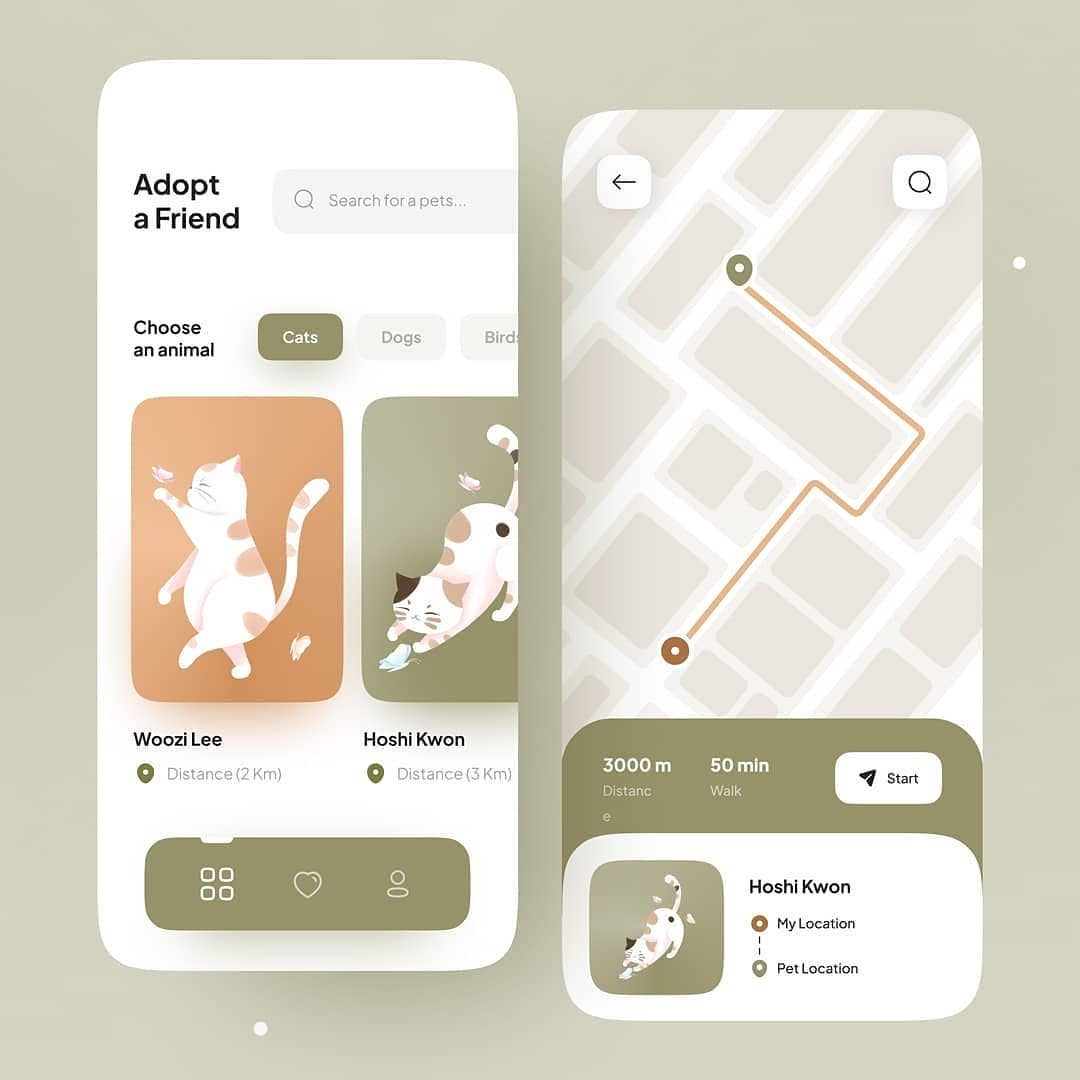 Adopt
a Friend
Search for a pets...
Choose
an animal
Cats
Dogs
Birds
Woozi Lee
Distance (2 Km)
Hoshi Kwon
Distance (3 Km)
3000 m
Distanc
e
50 min
Walk
Start
Hoshi Kwon
My Location
Pet Location